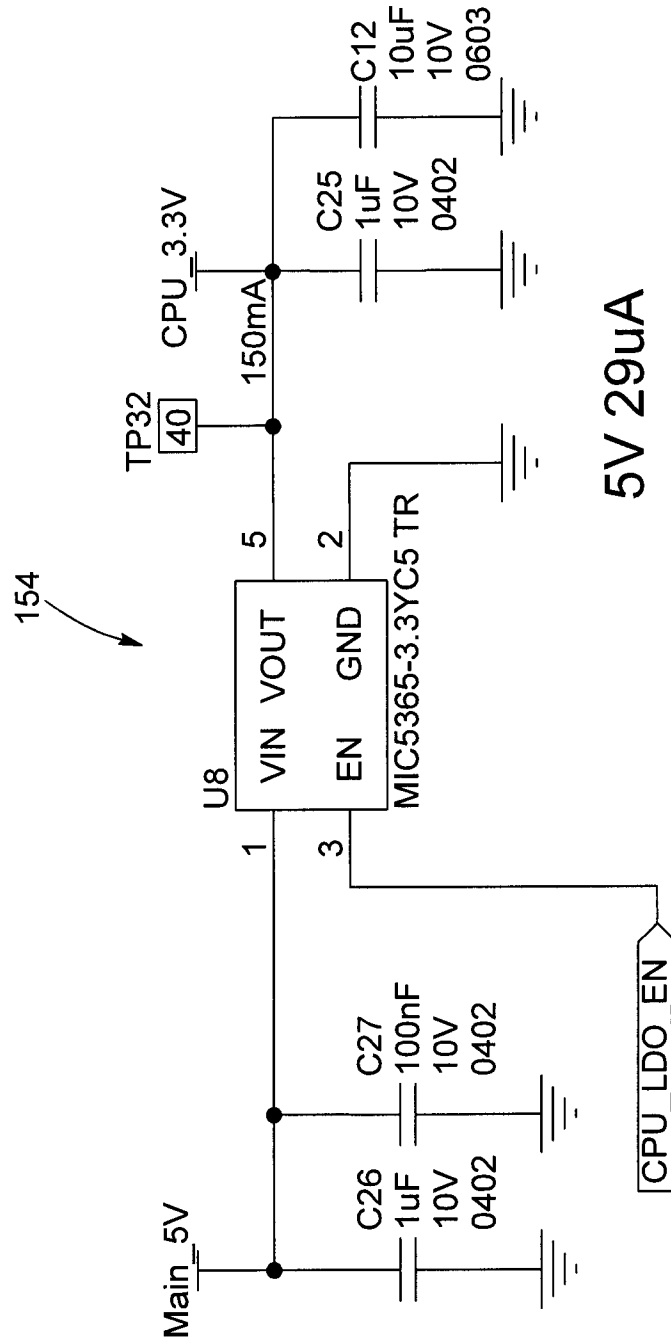 154
Main_5V
C26
1uF
10V
0402
C27
100nF
10V
0402
CPU_LDO_EN
1
3
U8
VIN VOUT
EN GND
MIC5365-3.3YC5 TR
5
2
TP32
40
CPU_3.3V
150mA
C25
1uF
10V
0402
C12
10uF
10V
0603
5V 29uA